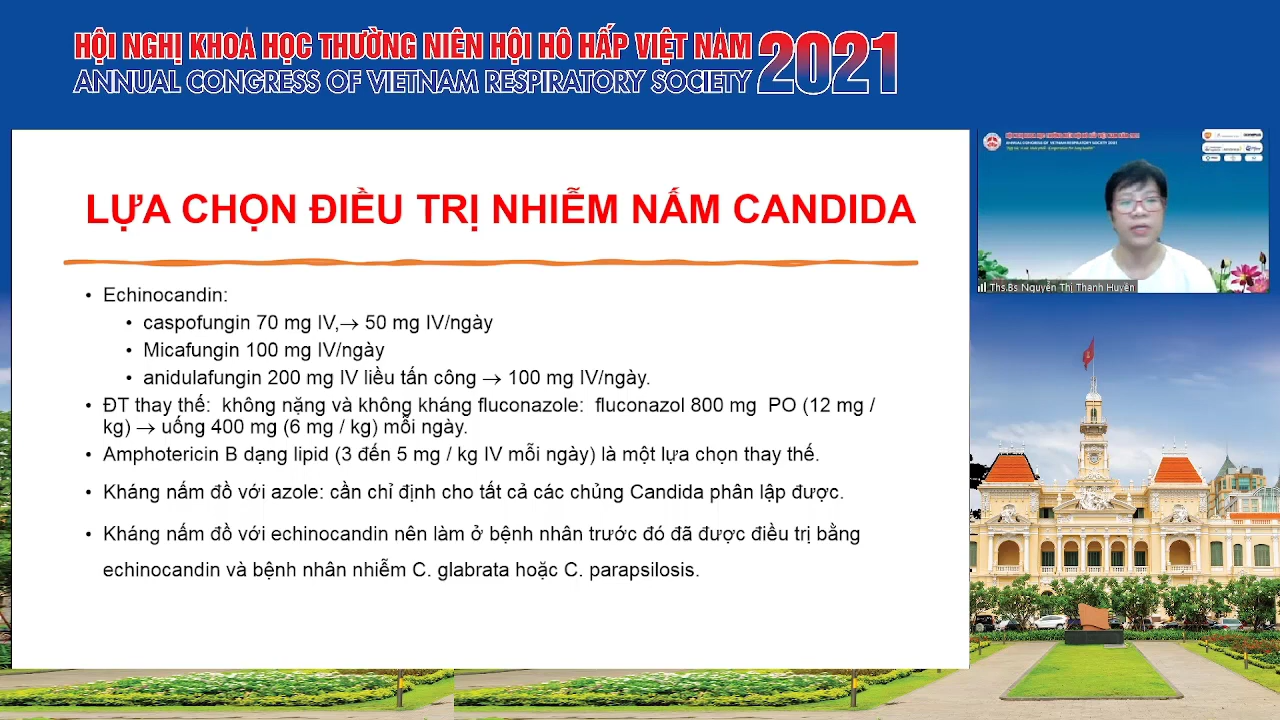 HỘI NGHỊ KHOA HỌC THƯỜNG NIÊN HỘI HÔ HẤP VIỆT NAM 2021
ANNUAL CONGRESS OF VIETNAM RESPIRATORY SOCIETY
LỰA CHỌN ĐIỀU TRỊ NHIỄM NẤM CANDIDA
• Echinocandin:
• caspofungin 70 mg IV,→ 50 mg IV/ngày
• Micafungin 100 mg IV/ngày
• anidulafungin 200 mg IV liều tấn công → 100 mg IV/ngày.
• ĐT thay thế: không nặng và không kháng fluconazole: fluconazol 800 mg PO (12 mg /
kg) → uống 400 mg (6 mg / kg) mỗi ngày.
• Amphotericin B dạng lipid (3 đến 5 mg / kg IV mỗi ngày) là một lựa chọn thay thế.
• Kháng nấm đồ với azole: cần chỉ định cho tất cả các chủng Candida phân lập được.
• Kháng nấm đồ với echinocandin nên làm ở bệnh nhân trước đó đã được điều trị bằng
echinocandin và bệnh nhân nhiễm C. glabrata hoặc C. parapsilosis.
ANNUAL CONGRESS OF VIETNAM RESPIRATORY SOCIETY 2021
Ths.Bs Nguyễn Thị Thanh Huyền